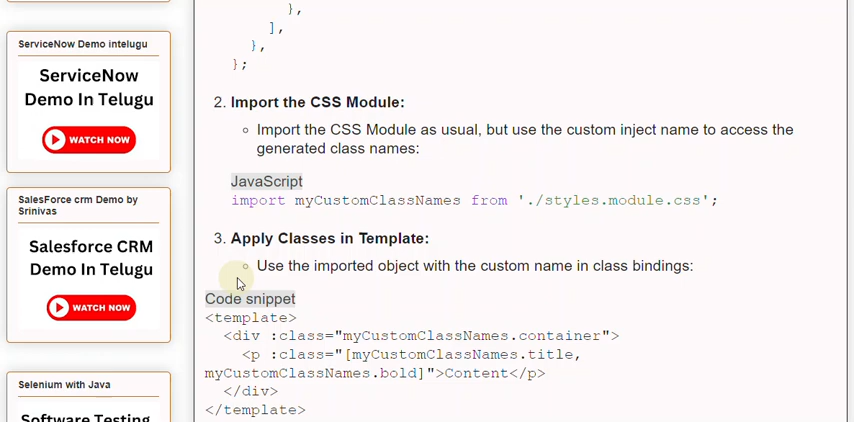 ServiceNow Demo intelugu
ServiceNow
Demo In Telugu
WATCH NOW
SalesForce crm Demo by
Srinivas
Salesforce CRM
Demo In Telugu
WATCH NOW
Selenium with Java
Software Testing
},
],
},
};
2. Import the CSS Module:
Import the CSS Module as usual, but use the custom inject name to access the
generated class names:
JavaScript
import myCustomClassNames from './styles.module.css';
3. Apply Classes in Template:
Use the imported object with the custom name in class bindings:
Code snippet
<template>
<div :class="myCustomClassNames.container">
<p :class="[myCustomClassNames.title,
myCustomClassNames.bold]">Content</p>
</div>
</template>